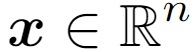 𝒙 ∈ ℝⁿ